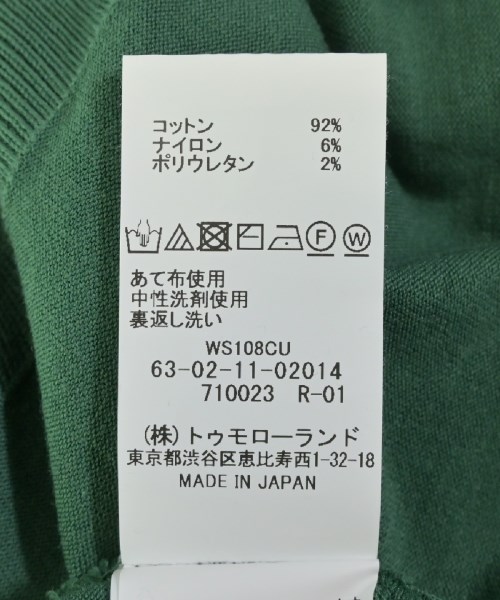 コットン 92%
ナイロン 6%
ポリウレタン 2%
F W
あて布使用
中性洗剤使用
裏返し洗い
WS108CU
63-02-11-02014
710023 R-01
(株)トゥモローランド
東京都渋谷区恵比寿西1-32-18
MADE IN JAPAN